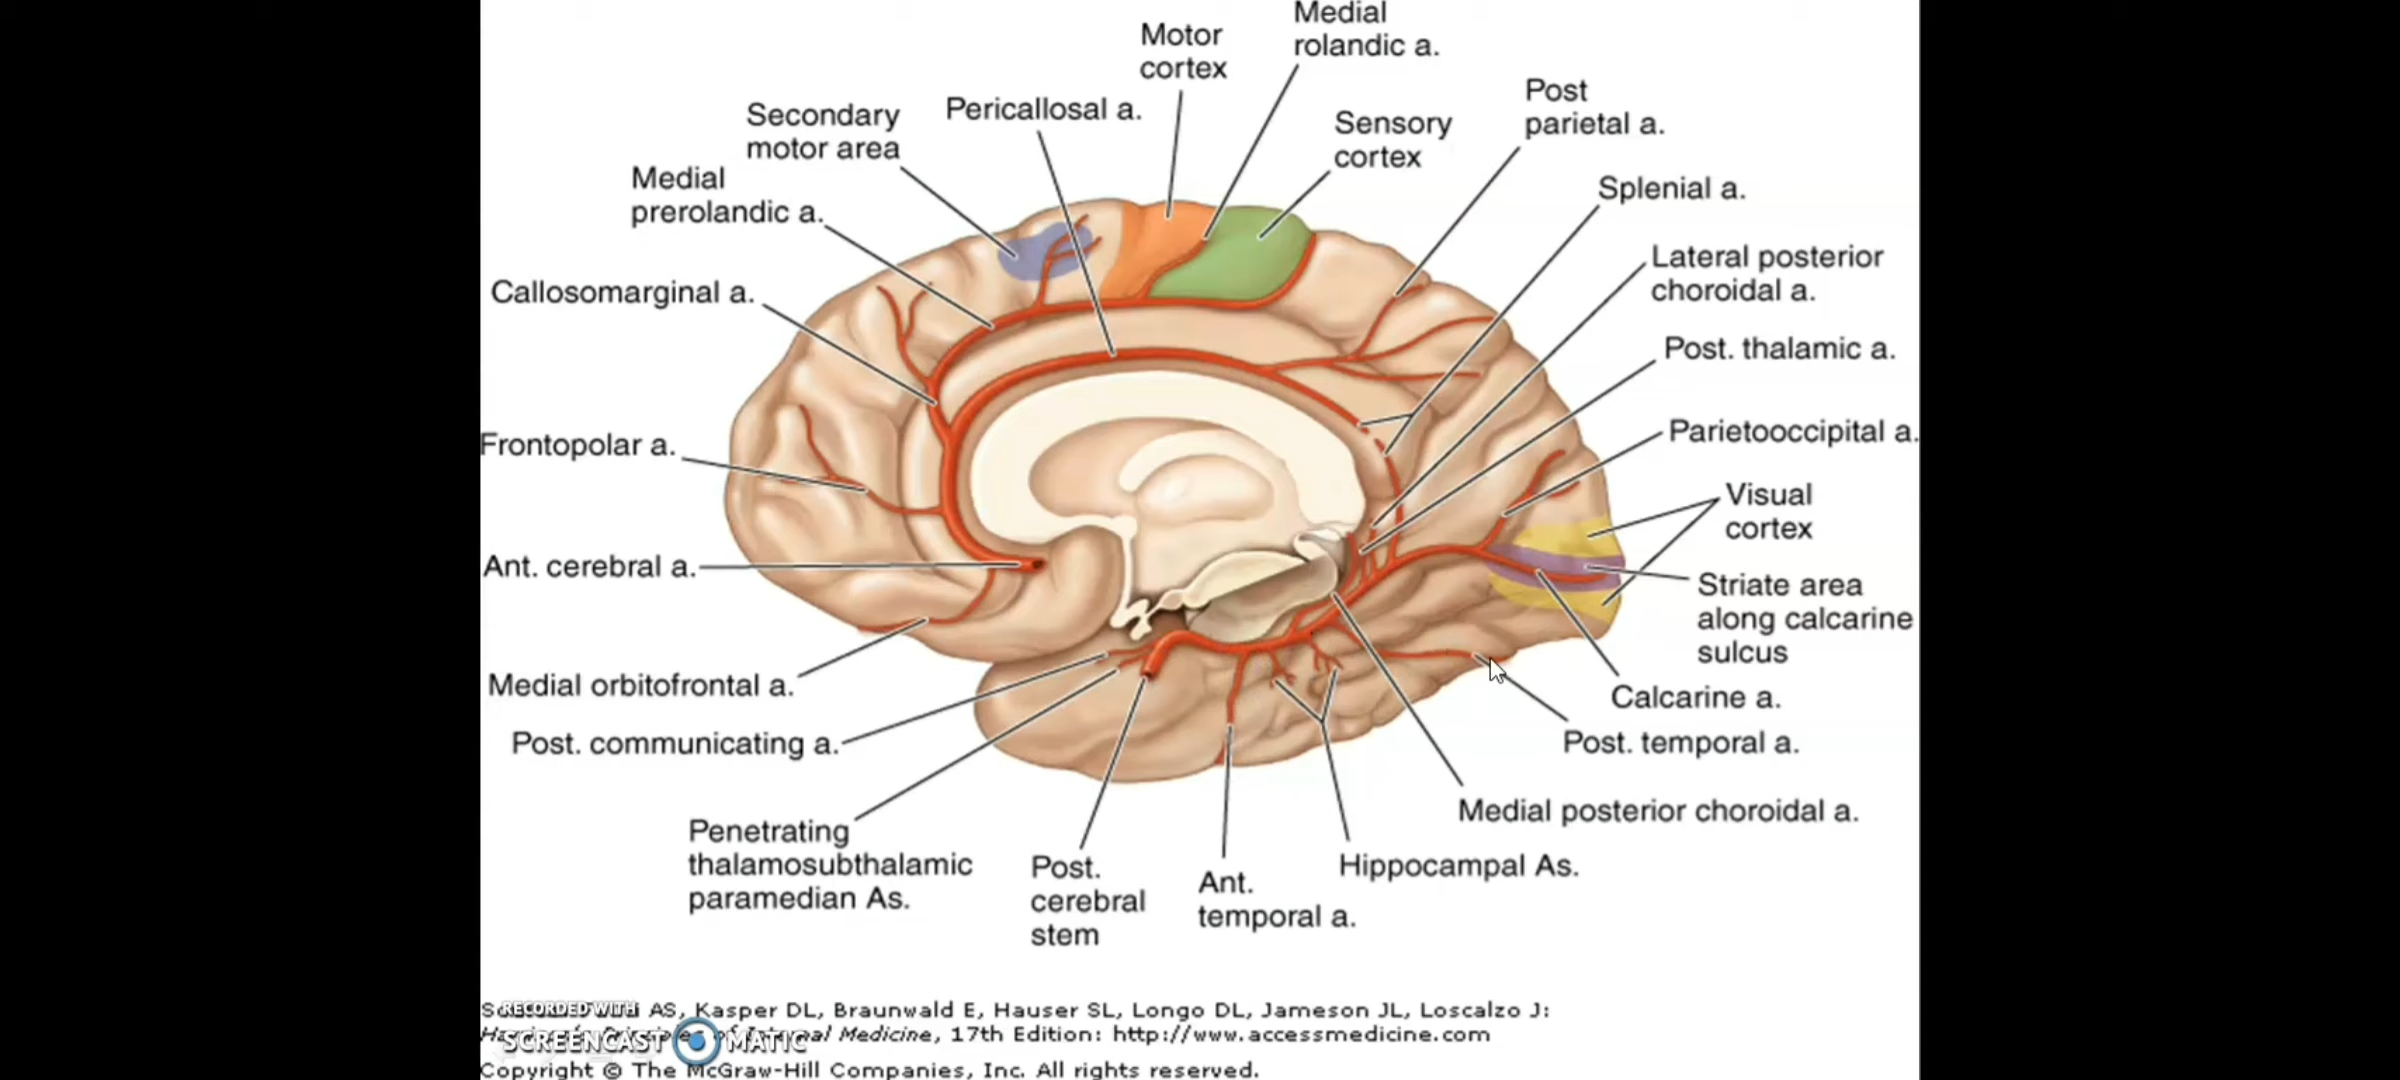 Medial
rolandic a.
Motor
cortex
Post
parietal a.
Pericallosal a.
Secondary
motor area
Sensory
cortex
Medial
prerolandic a.
Splenial a.
Lateral posterior
choroidal a.
Callosomarginal a.
Post. thalamic a.
Parietooccipital a.
Frontopolar a.
Visual
cortex
Ant. cerebral a.
Striate area
along calcarine
sulcus
Medial orbitofrontal a.
Calcarine a.
Post. communicating a.
Post. temporal a.
Medial posterior choroidal a.
Penetrating
thalamosubthalamic
paramedian As.
Post.
cerebral
stem
Ant.
temporal a.
Hippocampal As.
AS, Kasper DL, Braunwald E, Hauser SL, Longo DL, Jameson JL, Loscalzo J:
of Internal Medicine, 17th Edition: http://www.accessmedicine.com
Copyright © The McGraw-Hill Companies, Inc. All rights reserved.
RECORDED WITH
SCREENCAST MATIC